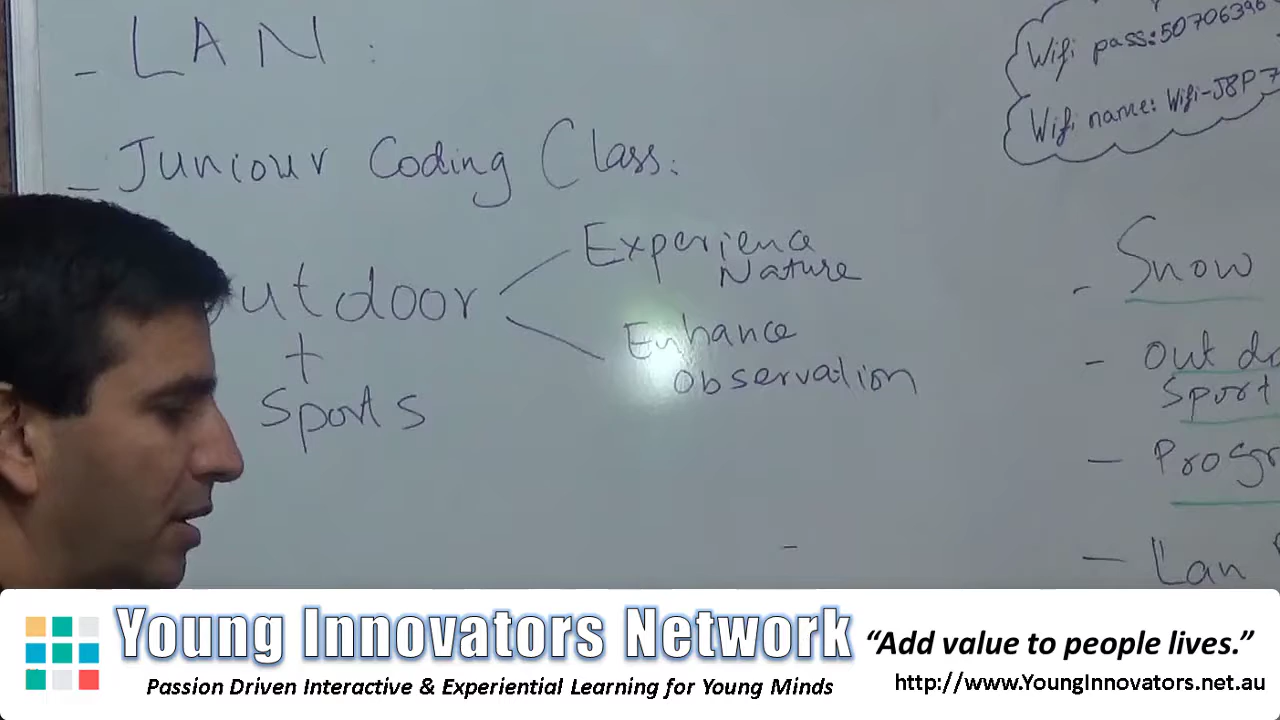 - LAN:
- Juniour Coding Class:
utdoor
+
Sports
Experience
Nature
Enhance
observation
Wifi pass:50706396
Wifi name: Wifi-J8P7
- Snow
- Out do
Sport
- Progr
- Lan
Young Innovators Network
Passion Driven Interactive & Experiential Learning for Young Minds
“Add value to people lives.”
http://www.YoungInnovators.net.au